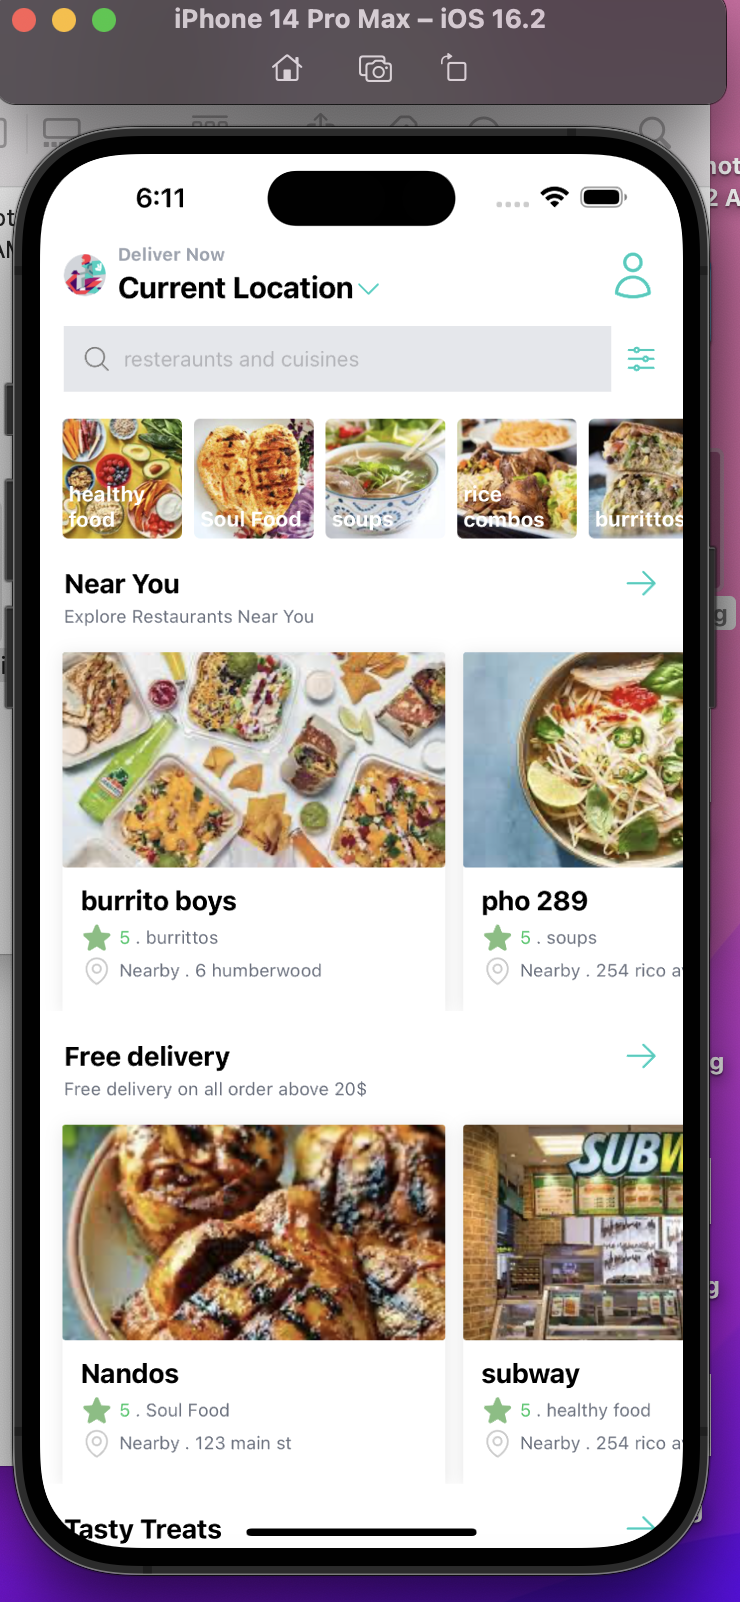 iPhone 14 Pro Max – iOS 16.2
6:11
Deliver Now
Current Location
resteraunts and cuisines
healthy
food
Soul Food
soups
rice
combos
burrittos
Near You
Explore Restaurants Near You
burrito boys
5 . burrittos
Nearby . 6 humberwood
pho 289
5 . soups
Nearby . 254 rico
Free delivery
Free delivery on all order above 20$
SUBW
Nandos
5 . Soul Food
Nearby . 123 main st
subway
5 . healthy food
Nearby . 254 rico
Tasty Treats